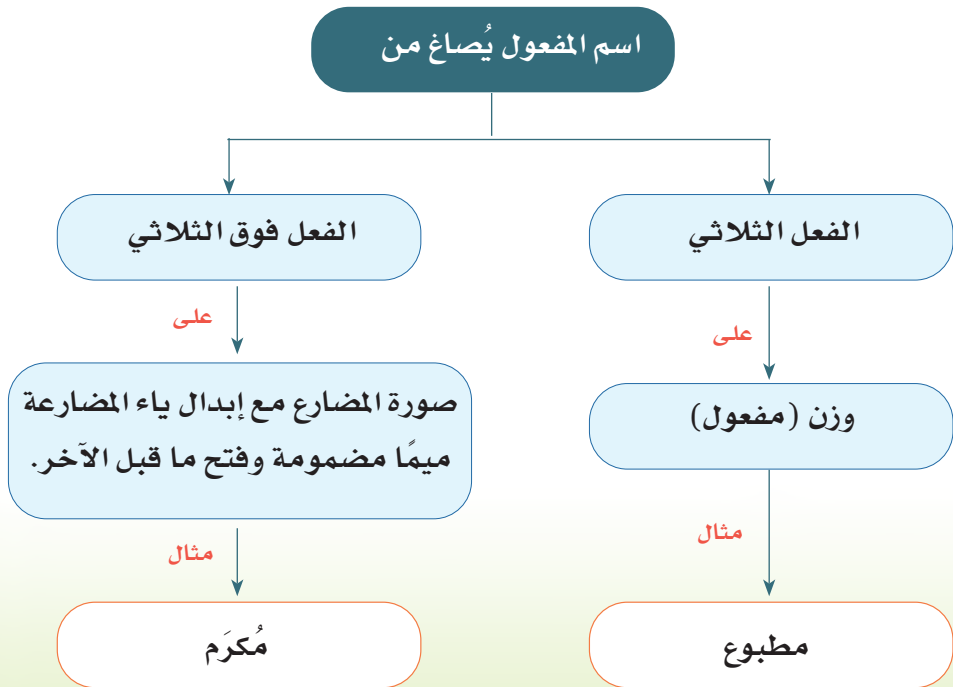 اسم المفعول يُصاغ من
الفعل الثلاثي
على
وزن (مفعول)
مثال
مطبوع
الفعل فوق الثلاثي
على
صورة المضارع مع إبدال ياء المضارعة
ميمًا مضمومة وفتح ما قبل الآخر.
مثال
مُكرَم